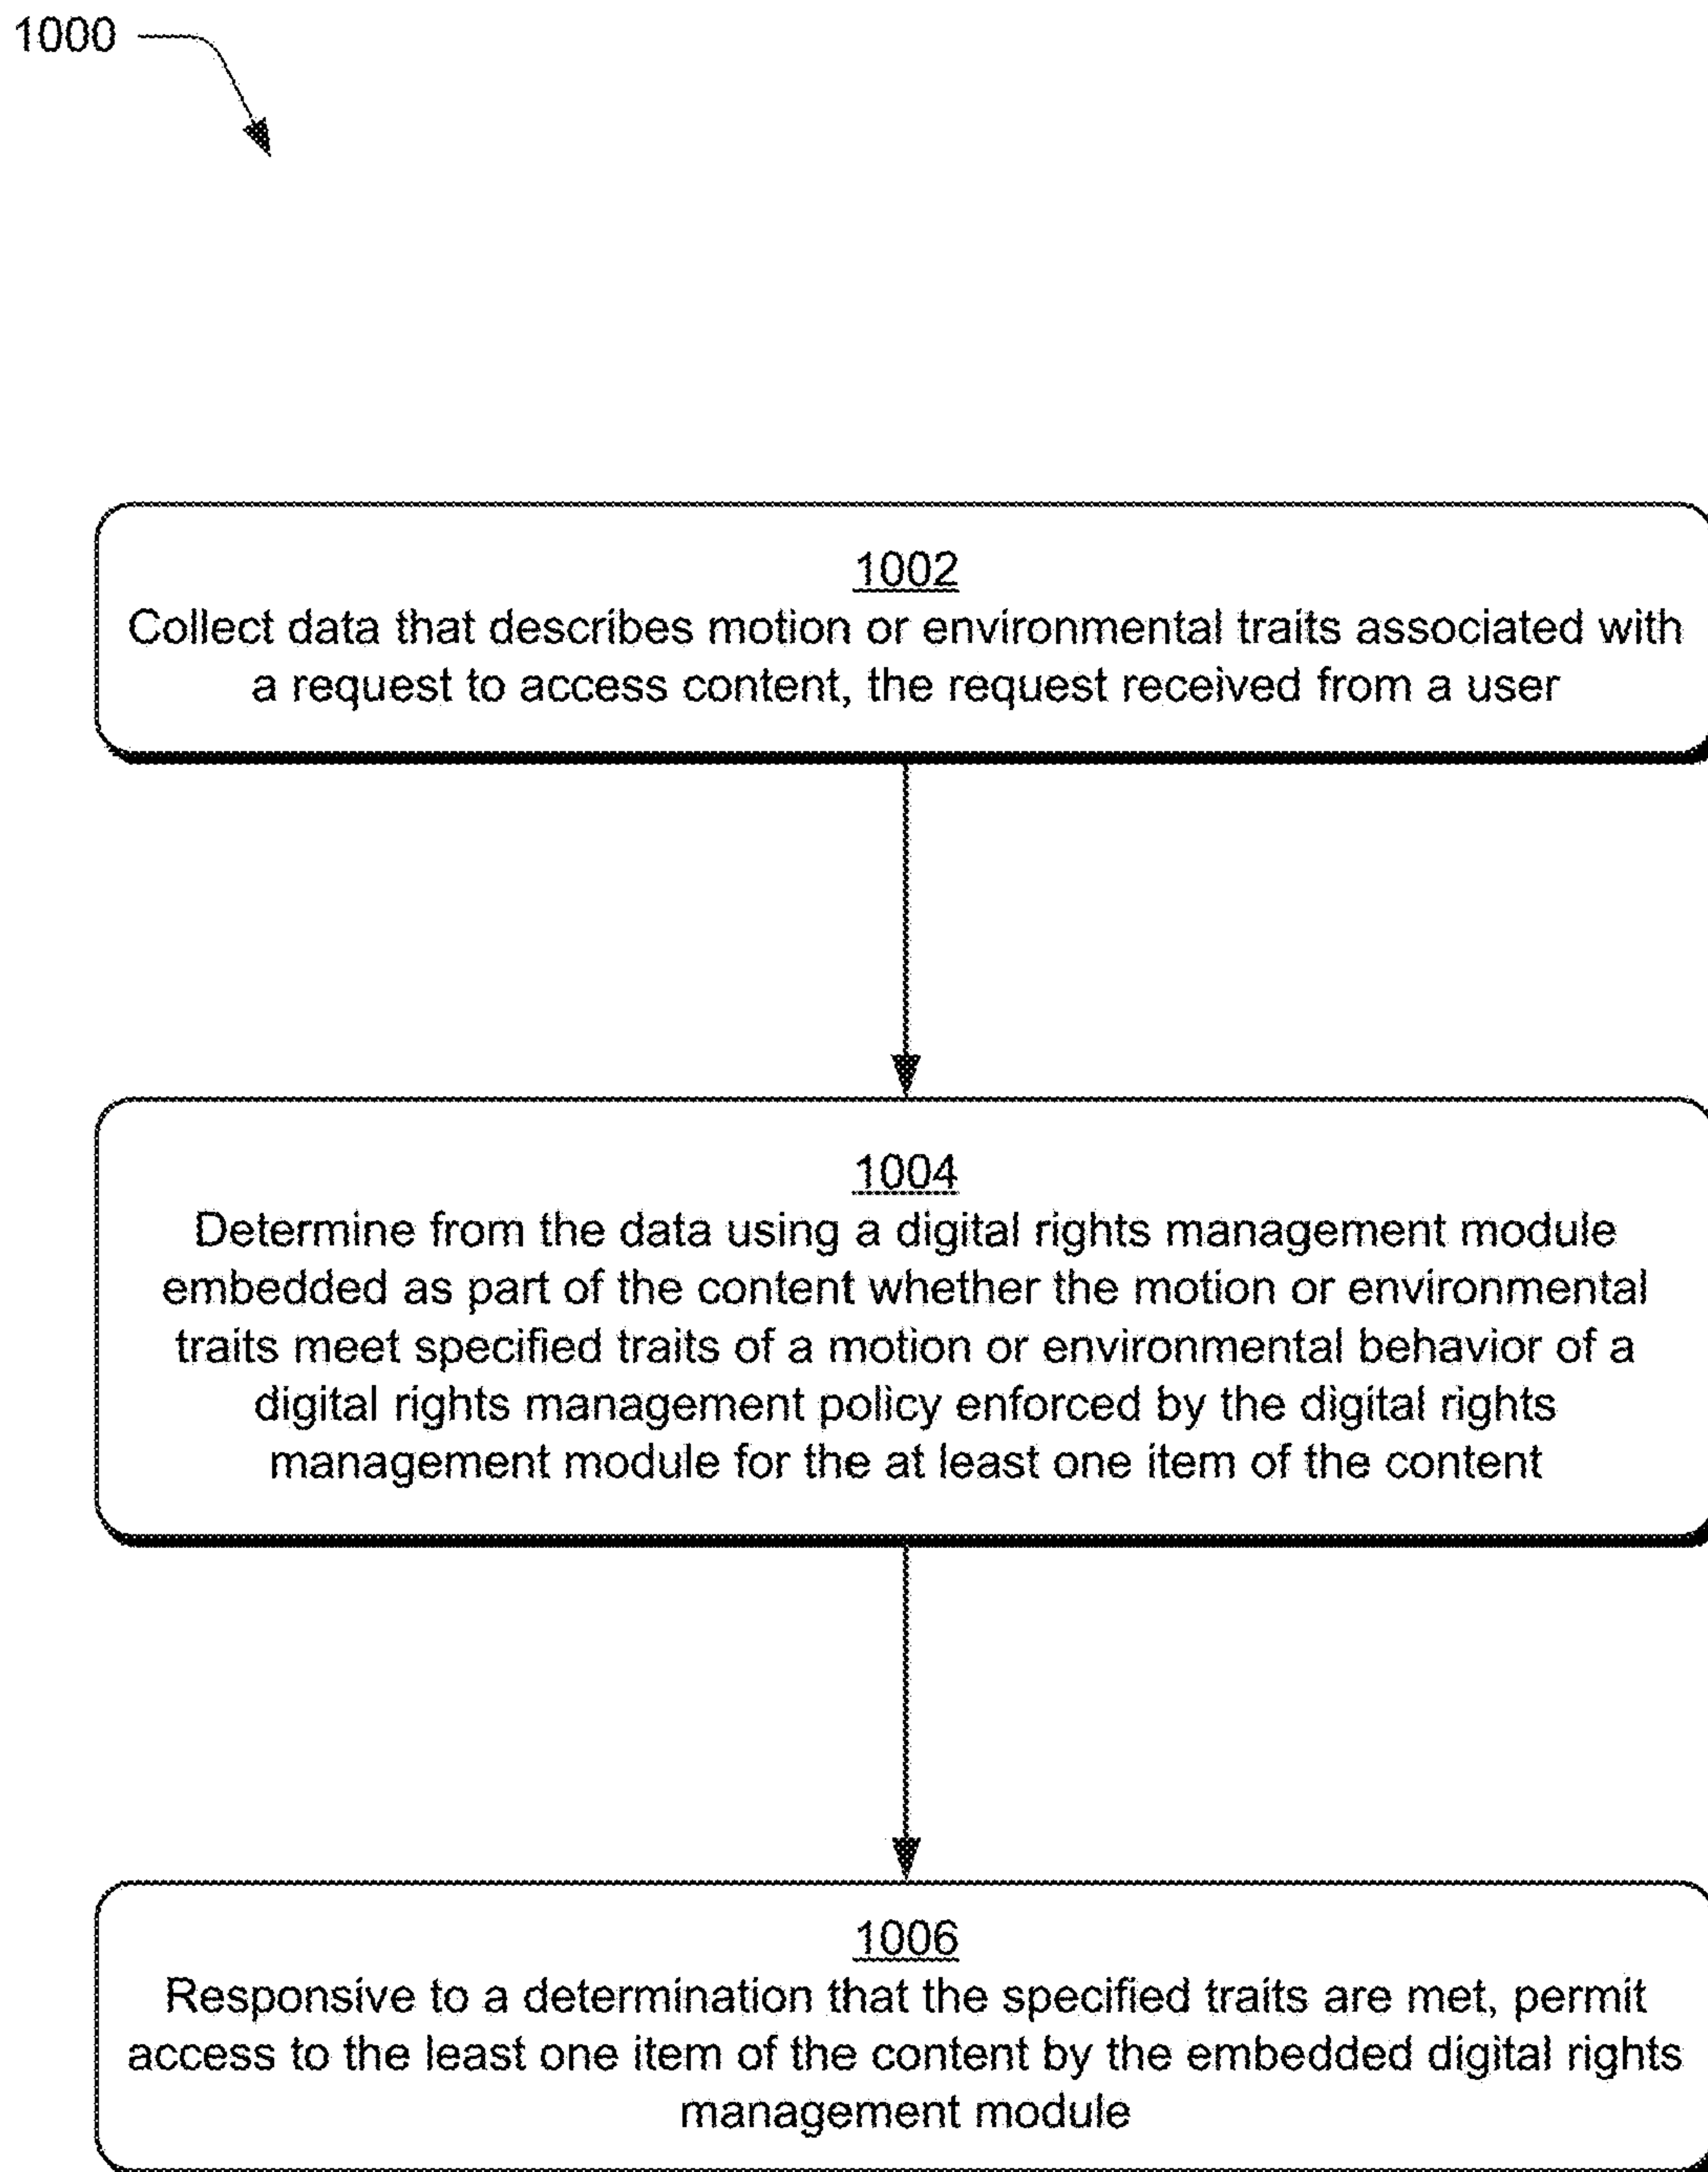 1000
1002
Collect data that describes motion or environmental traits associated with
a request to access content, the request received from a user
1004
Determine from the data using a digital rights management module
embedded as part of the content whether the motion or environmental
traits meet specified traits of a motion or environmental behavior of a
digital rights management policy enforced by the digital rights
management module for the at least one item of the content
1006
Responsive to a determination that the specified traits are met, permit
access to the least one item of the content by the embedded digital rights
management module